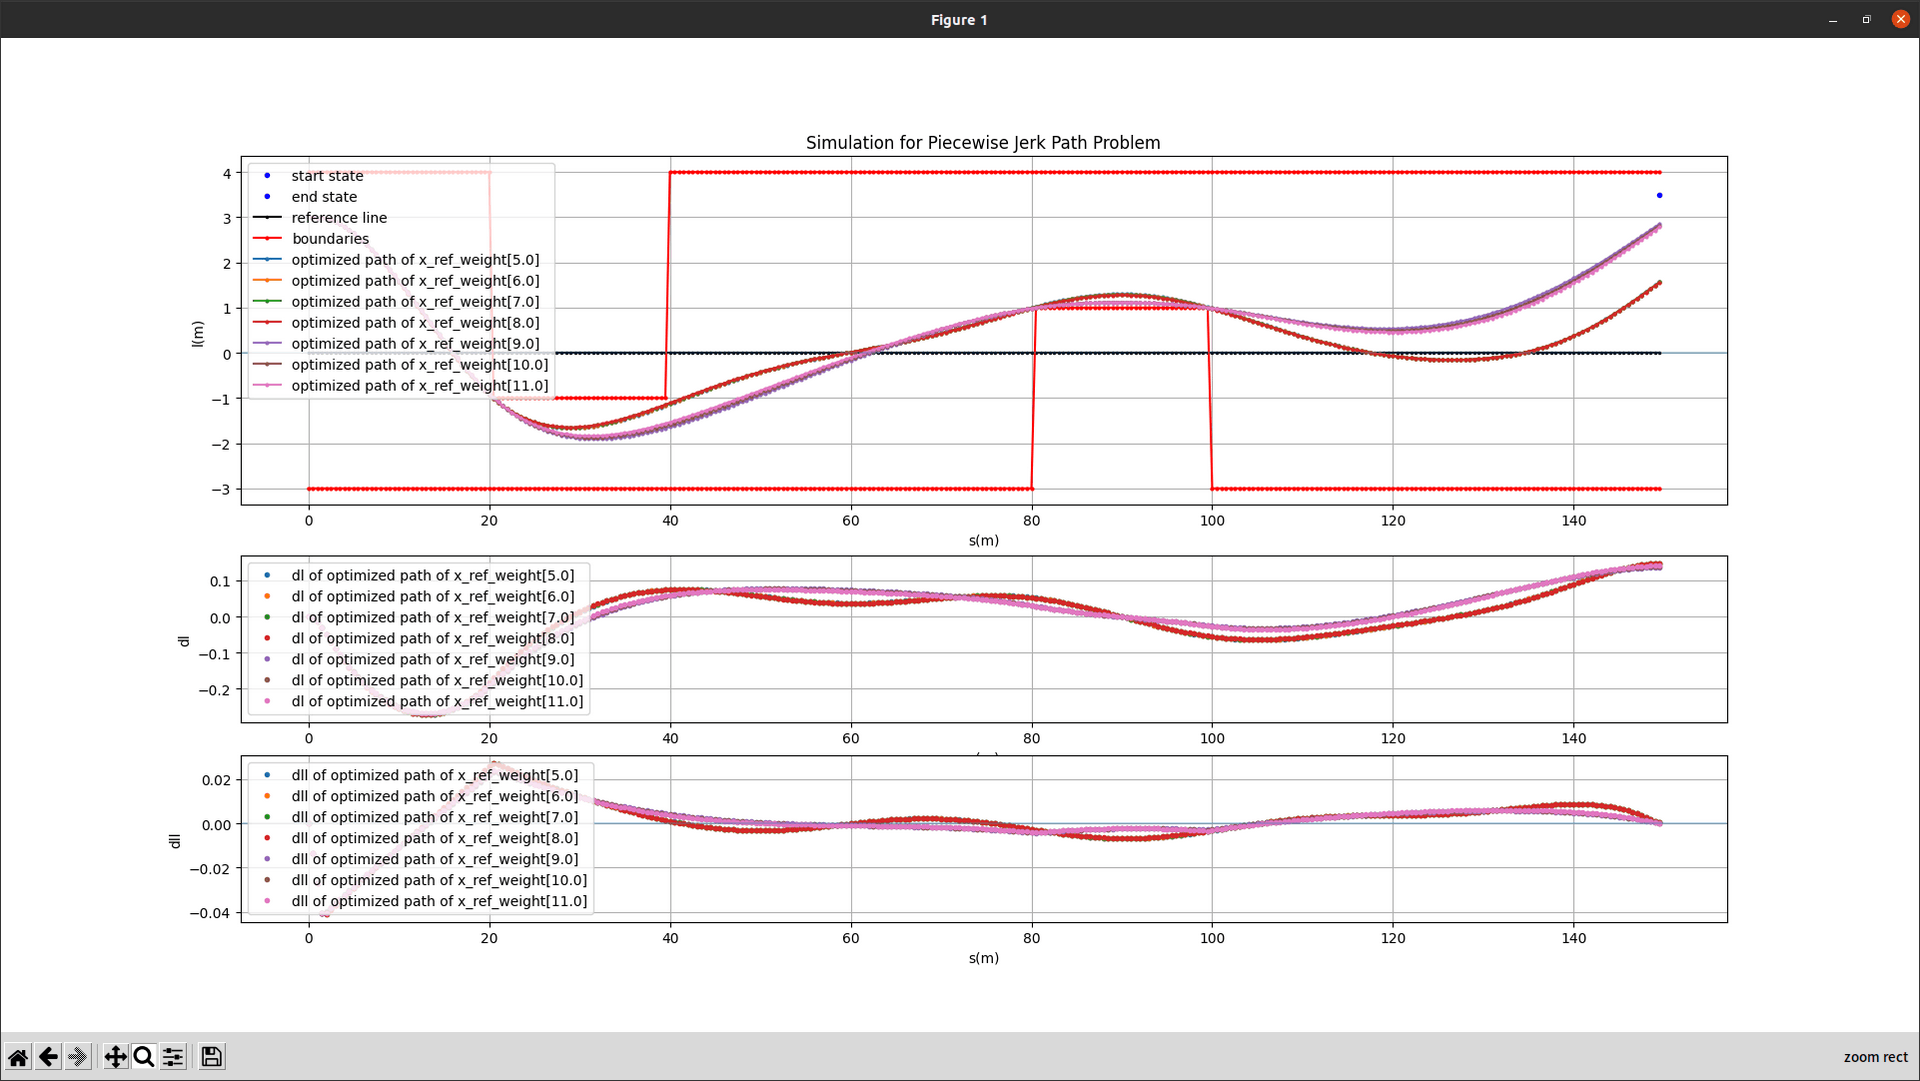 Figure 1
Simulation for Piecewise Jerk Path Problem
4
3
2
1
0
−1
−2
−3
l(m)
start state
end state
reference line
boundaries
optimized path of x_ref_weight[5.0]
optimized path of x_ref_weight[6.0]
optimized path of x_ref_weight[7.0]
optimized path of x_ref_weight[8.0]
optimized path of x_ref_weight[9.0]
optimized path of x_ref_weight[10.0]
optimized path of x_ref_weight[11.0]
0 20 40 60 80 100 120 140
s(m)
0.1
0.0
−0.1
−0.2
dl
dl of optimized path of x_ref_weight[5.0]
dl of optimized path of x_ref_weight[6.0]
dl of optimized path of x_ref_weight[7.0]
dl of optimized path of x_ref_weight[8.0]
dl of optimized path of x_ref_weight[9.0]
dl of optimized path of x_ref_weight[10.0]
dl of optimized path of x_ref_weight[11.0]
0 20 40 60 80 100 120 140
0.02
0.00
−0.02
−0.04
dll
dll of optimized path of x_ref_weight[5.0]
dll of optimized path of x_ref_weight[6.0]
dll of optimized path of x_ref_weight[7.0]
dll of optimized path of x_ref_weight[8.0]
dll of optimized path of x_ref_weight[9.0]
dll of optimized path of x_ref_weight[10.0]
dll of optimized path of x_ref_weight[11.0]
0 20 40 60 80 100 120 140
s(m)
zoom rect